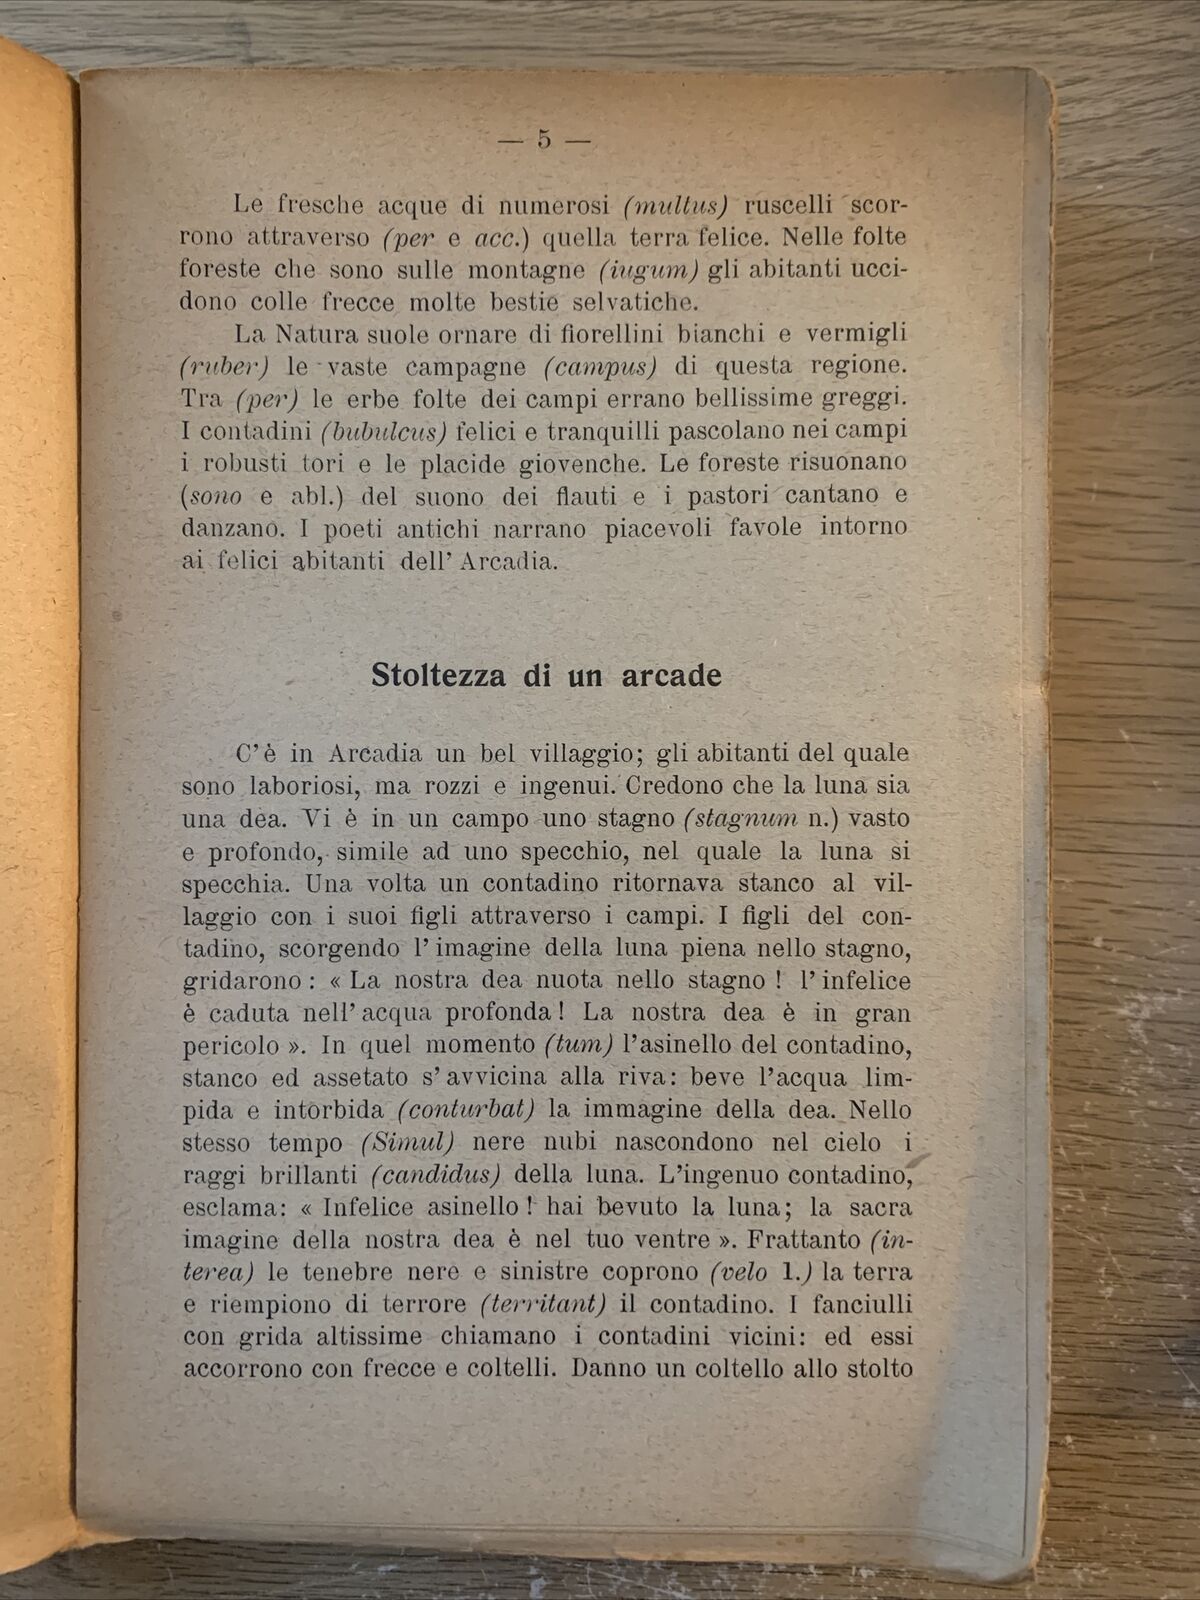 — 5 —
Le fresche acque di numerosi (multus) ruscelli scor-
rono attraverso (per e acc.) quella terra felice. Nelle folte
foreste che sono sulle montagne (iugum) gli abitanti ucci-
dono colle frecce molte bestie selvatiche.
La Natura suole ornare di fiorellini bianchi e vermigli
(ruber) le vaste campagne (campus) di questa regione.
Tra (per) le erbe folte dei campi errano bellissime greggi.
I contadini (bubulcus) felici e tranquilli pascolano nei campi
i robusti tori e le placide giovenche. Le foreste risuonano
(sono e abl.) del suono dei flauti e i pastori cantano e
danzano. I poeti antichi narrano piacevoli favole intorno
ai felici abitanti dell' Arcadia.
Stoltezza di un arcade
C'è in Arcadia un bel villaggio; gli abitanti del quale
sono laboriosi, ma rozzi e ingenui. Credono che la luna sia
una dea. Vi è in un campo uno stagno (stagnum n.) vasto
e profondo, simile ad uno specchio, nel quale la luna si
specchia. Una volta un contadino ritornava stanco al vil-
laggio con i suoi figli attraverso i campi. I figli del con-
tadino, scorgendo l' imagine della luna piena nello stagno,
gridarono : « La nostra dea nuota nello stagno ! l' infelice
è caduta nell' acqua profonda ! La nostra dea è in gran
pericolo ». In quel momento (tum) l'asinello del contadino,
stanco ed assetato s' avvicina alla riva: beve l'acqua lim-
pida e intorbida (conturbat) la immagine della dea. Nello
stesso tempo (Simul) nere nubi nascondono nel cielo i
raggi brillanti (candidus) della luna. L'ingenuo contadino,
esclama: « Infelice asinello ! hai bevuto la luna; la sacra
imagine della nostra dea è nel tuo ventre ». Frattanto (in-
terea) le tenebre nere e sinistre coprono (velo 1.) la terra
e riempiono di terrore (territant) il contadino. I fanciulli
con grida altissime chiamano i contadini vicini: ed essi
accorrono con frecce e coltelli. Danno un coltello allo stolto